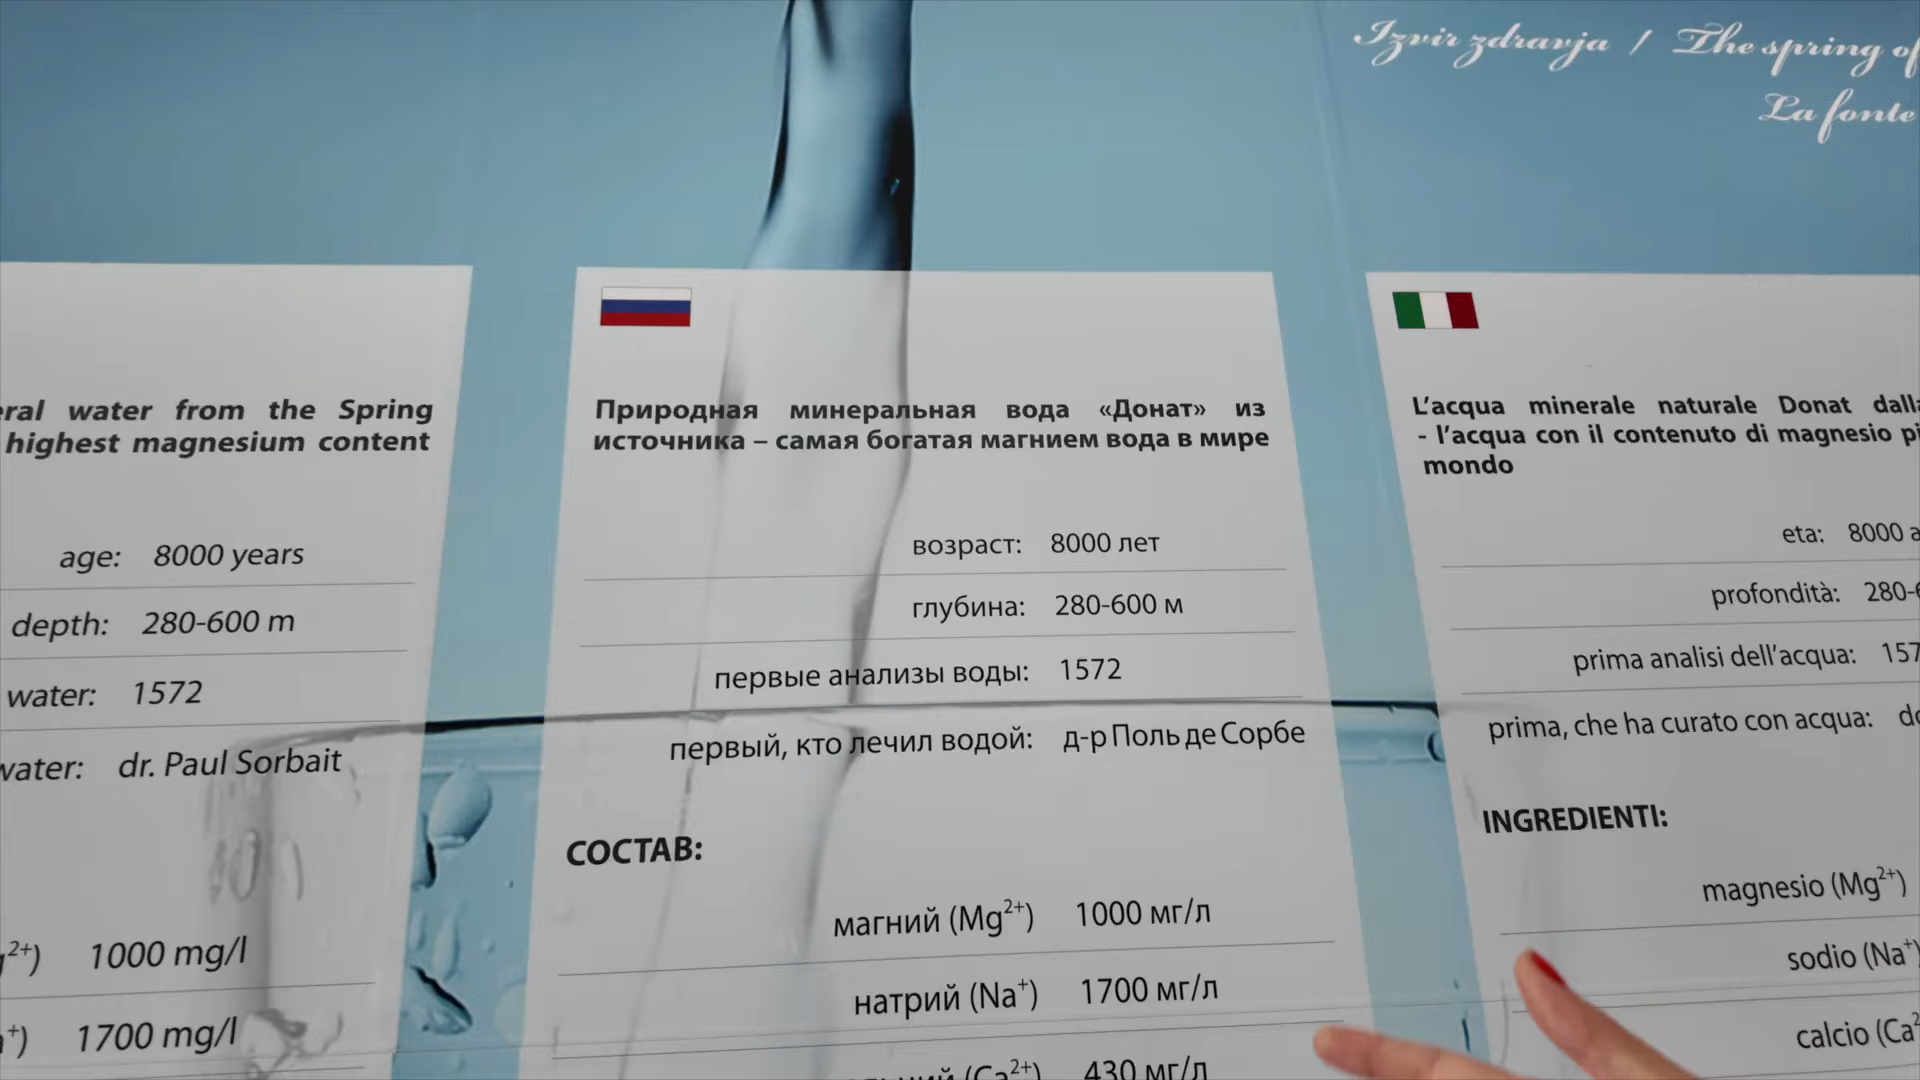 Izvir zdravja / The spring of
La fonte
water from the Spring
highest magnesium content
age: 8000 years
depth: 280-600 m
water: 1572
dr. Paul Sorbait
1000 mg/l
1700 mg/l
Природная минеральная вода «Донат» из
источника – самая богатая магнием вода в мире
возраст: 8000 лет
глубина: 280-600 м
первые анализы воды: 1572
первый, кто лечил водой: д-р Поль де Сорбе
СОСТАВ:
магний (Mg²⁺) 1000 мг/л
натрий (Na⁺) 1700 мг/л
(Ca²⁺) 430 мг/л
L'acqua minerale naturale Donat
- l'acqua con il contenuto di magnesio
mondo
eta: 8000
profondità:
prima analisi dell'acqua:
prima, che ha curato con acqua:
INGREDIENTI:
magnesio (Mg²⁺)
sodio (Na⁺)
calcio